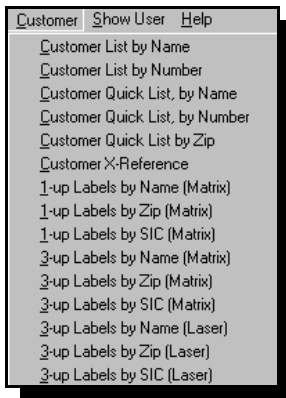 Customer Show User Help
Customer List by Name
Customer List by Number
Customer Quick List, by Name
Customer Quick List, by Number
Customer Quick List by Zip
Customer X-Reference
1-up Labels by Name (Matrix)
1-up Labels by Zip (Matrix)
1-up Labels by SIC (Matrix)
3-up Labels by Name (Matrix)
3-up Labels by Zip (Matrix)
3-up Labels by SIC (Matrix)
3-up Labels by Name (Laser)
3-up Labels by Zip (Laser)
3-up Labels by SIC (Laser)